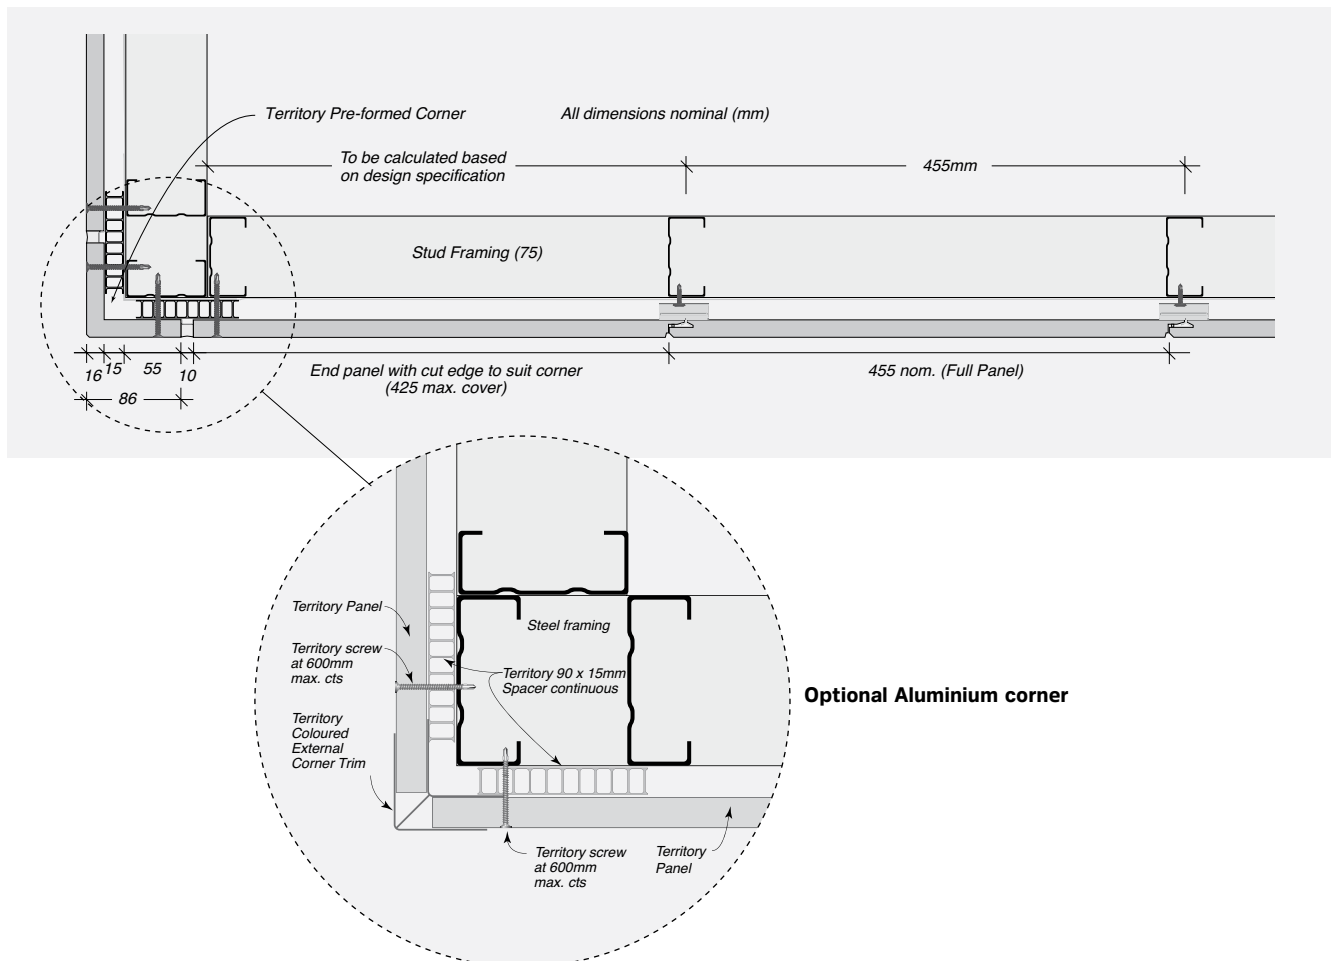 Territory Pre-formed Corner
All dimensions nominal (mm)
To be calculated based
on design specification
455mm
Stud Framing (75)
16
15
55
10
86
End panel with cut edge to suit corner
(425 max. cover)
455 nom. (Full Panel)
Territory Panel
Steel framing
Territory screw
at 600mm
max. cts
Territory 90 x 15mm
Spacer continuous
Territory
Coloured
External
Corner Trim
Optional Aluminium corner
Territory screw
at 600mm
max. cts
Territory
Panel